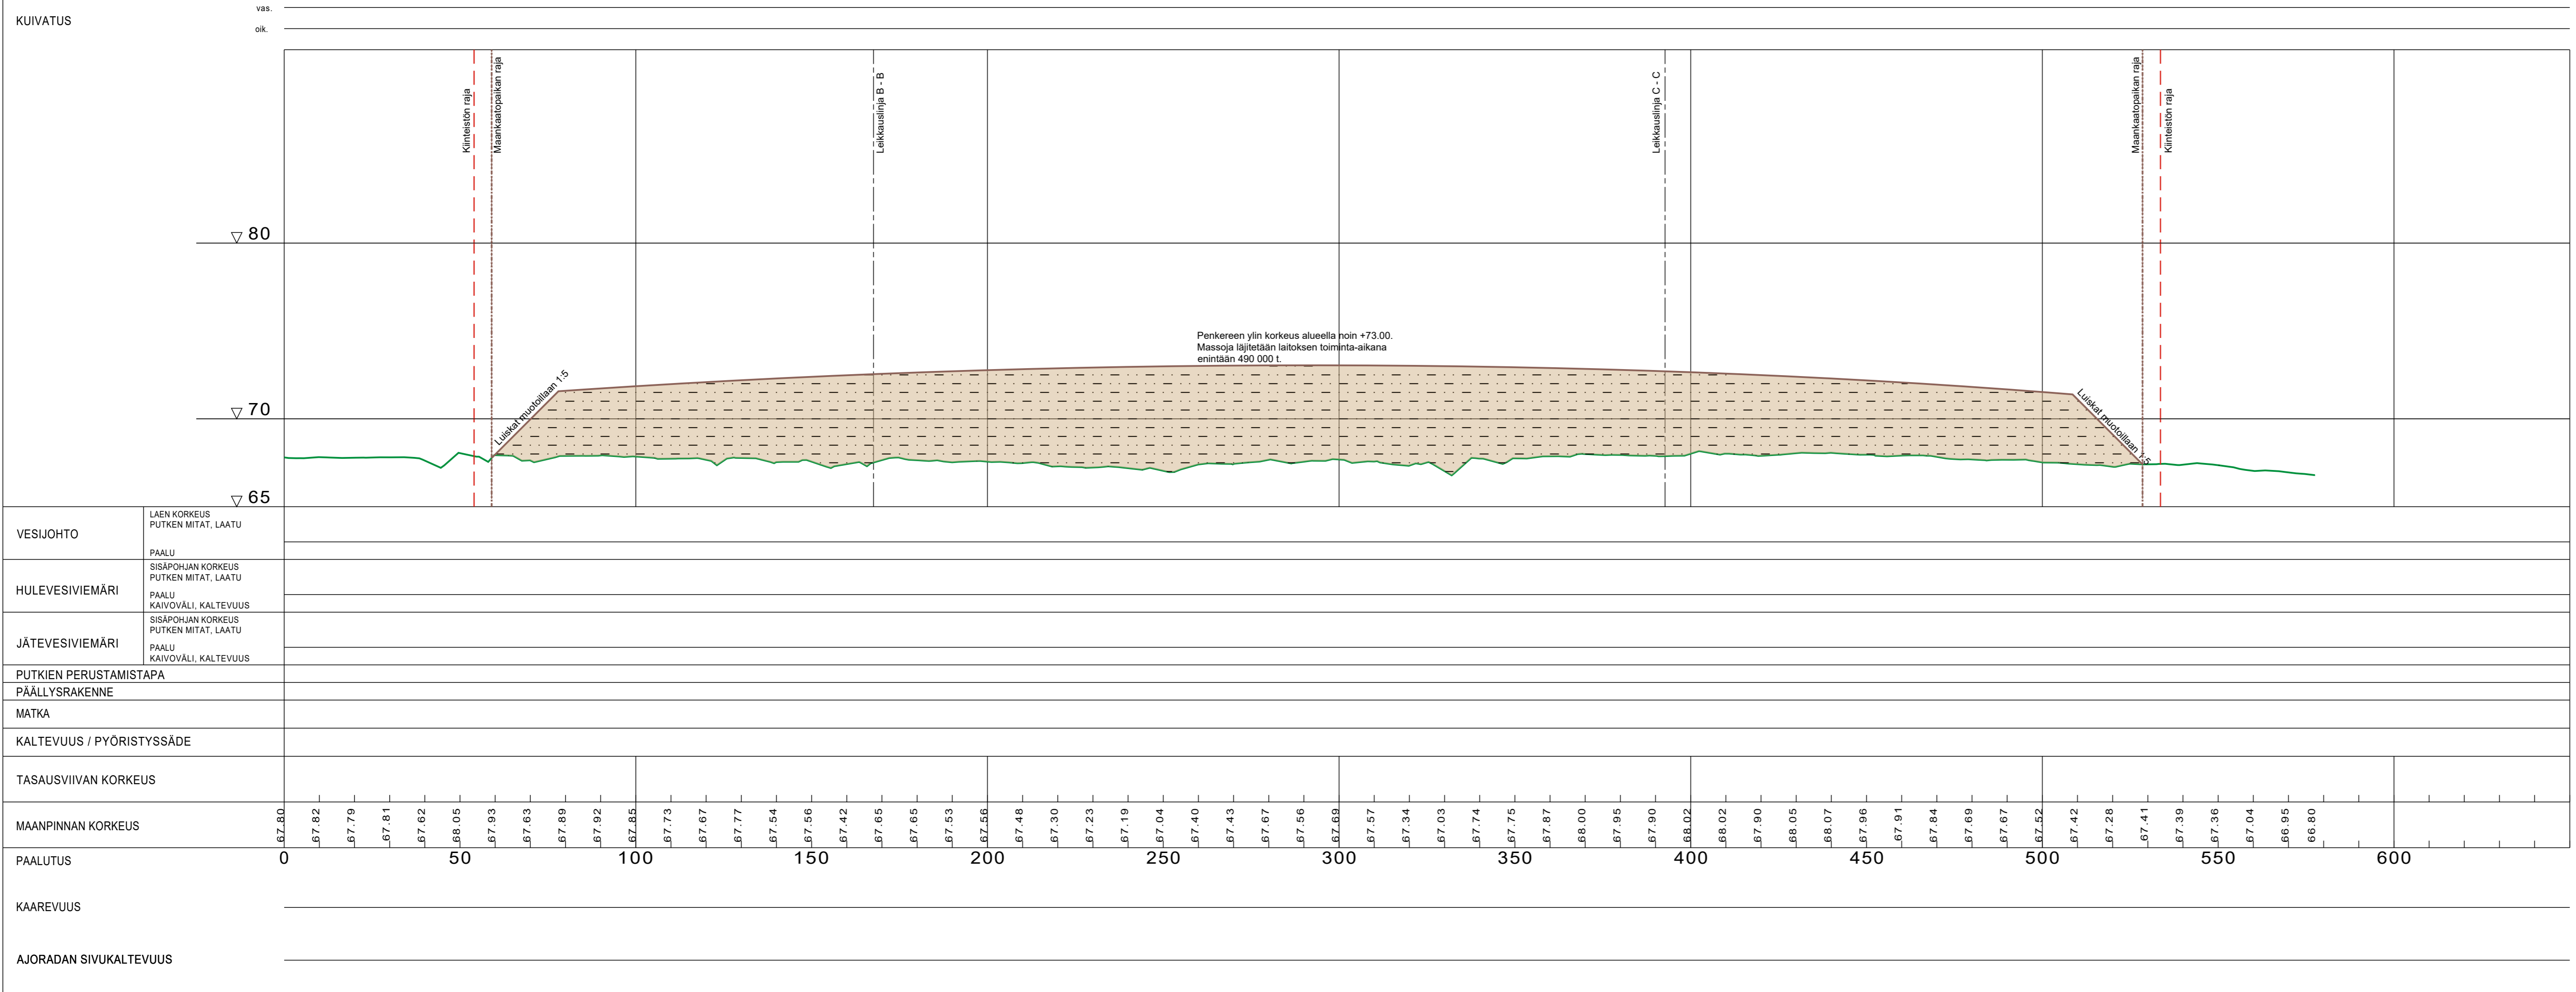 KUIVATUS
vas.
oik.
Kiinteistön raja
Maankaatopaikan raja
Leikkauslinja B - B
Leikkauslinja C - C
Maankaatopaikan raja
Kiinteistön raja
80
70
65
Luiskat muotoillaan 1:5
Penkereen ylin korkeus alueella noin +73.00.
Massoja läjitetään laitoksen toiminta-aikana
enintään 490 000 t.
Luiskat muotoillaan 1:5
VESIJOHTO
LAEN KORKEUS
PUTKEN MITAT, LAATU
PAALU
HULEVESIVIEMÄRI
SISÄPOHJAN KORKEUS
PUTKEN MITAT, LAATU
PAALU
KAIVOVÄLI, KALTEVUUS
JÄTEVESIVIEMÄRI
SISÄPOHJAN KORKEUS
PUTKEN MITAT, LAATU
PAALU
KAIVOVÄLI, KALTEVUUS
PUTKIEN PERUSTAMISTAPA
PÄÄLLYSRAKENNE
MATKA
KALTEVUUS / PYÖRISTYSSÄDE
TASAUSVIIVAN KORKEUS
MAANPINNAN KORKEUS
67.80 67.82 67.79 67.81 67.62 68.05 67.93 67.63 67.89 67.92 67.85 67.73 67.67 67.77 67.54 67.56 67.42 67.65 67.65 67.53 67.56 67.48 67.30 67.23 67.19 67.04 67.40 67.43 67.67 67.56 67.69 67.57 67.34 67.03 67.74 67.75 67.87 68.00 67.95 67.90 68.02 68.02 67.90 68.05 68.07 67.96 67.91 67.84 67.69 67.67 67.52 67.42 67.28 67.41 67.39 67.36 67.04 66.95 66.80
PAALUTUS
0 50 100 150 200 250 300 350 400 450 500 550 600
KAAREVUUS
AJORADAN SIVUKALTEVUUS